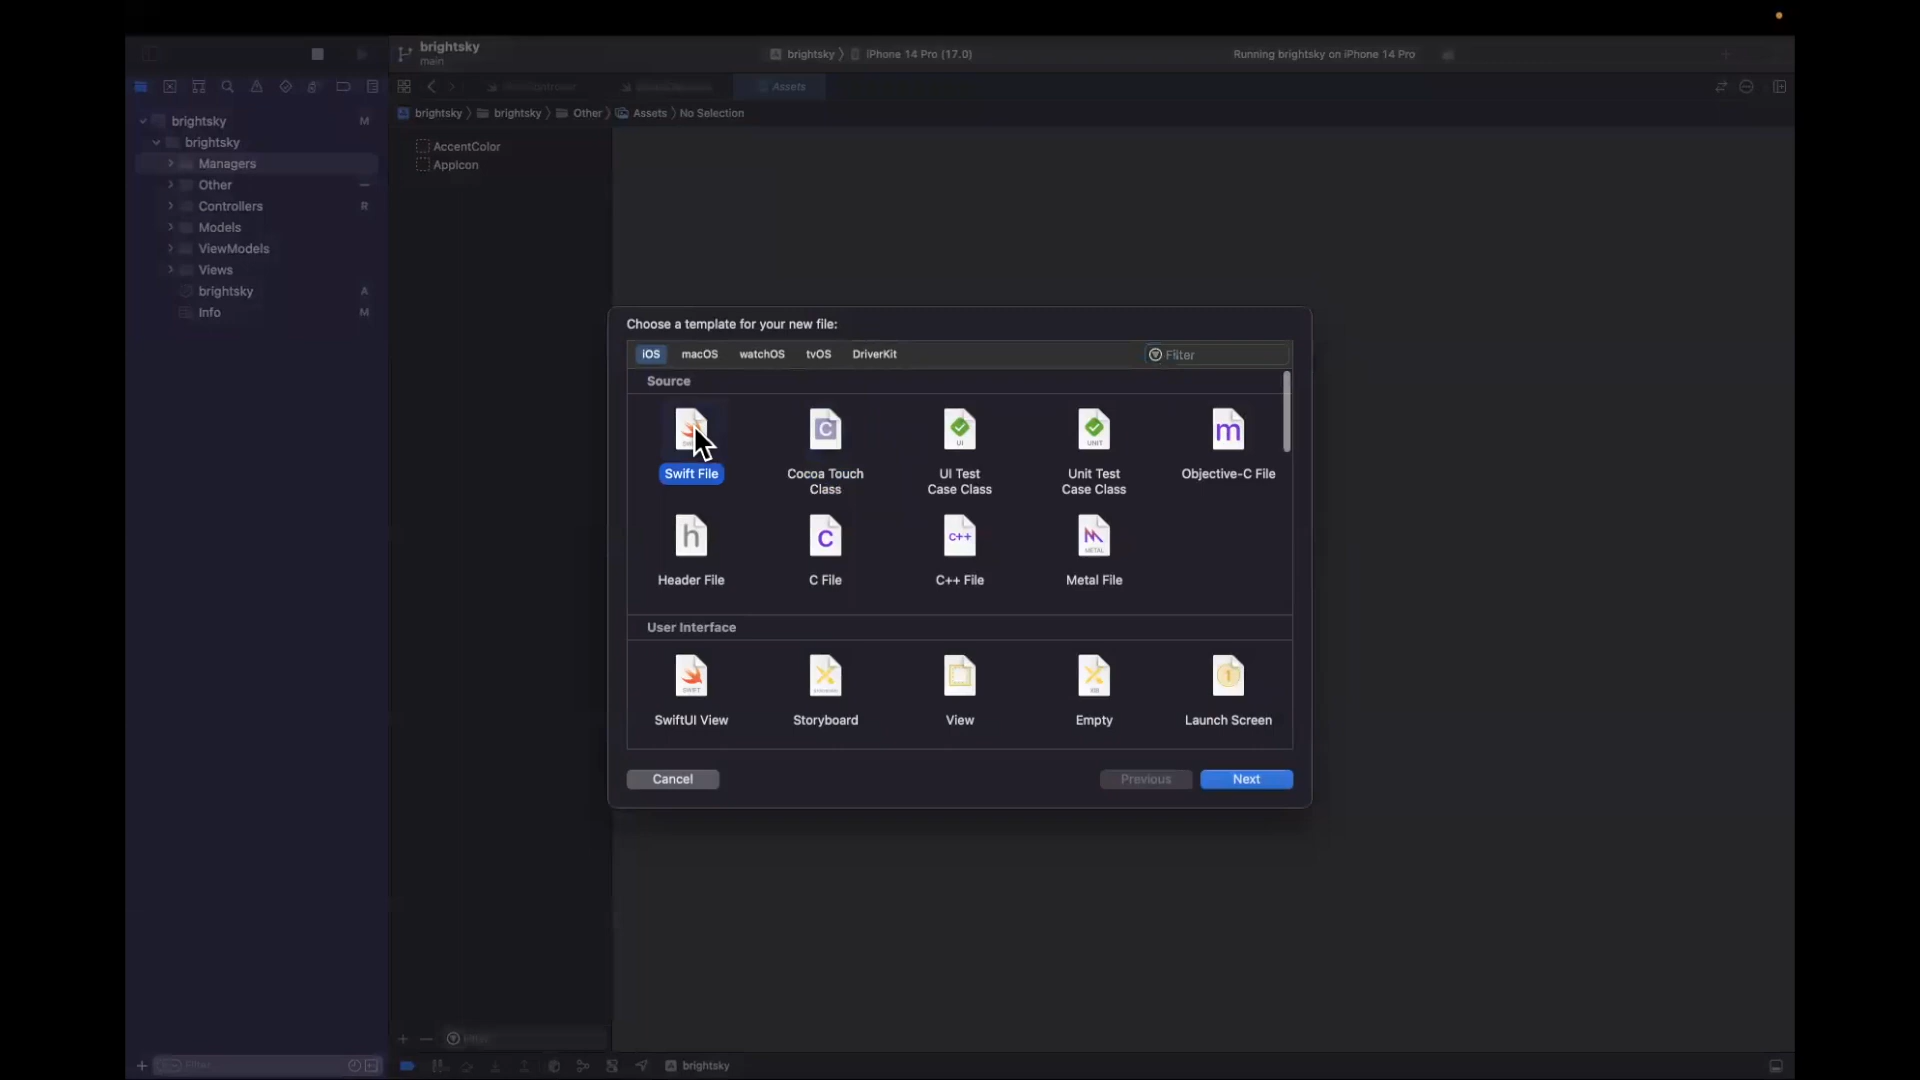 brightsky
main
brightsky 〉 iPhone 14 Pro (17.0)
Running brightsky on iPhone 14 Pro
Assets
brightsky 〉 brightsky 〉 Other 〉 Assets 〉 No Selection
brightsky M
brightsky
Managers
Other
Controllers R
Models
ViewModels
Views
brightsky A
Info M
AccentColor
AppIcon
Choose a template for your new file:
iOS macOS watchOS tvOS DriverKit Filter
Source
Swift File
Cocoa Touch Class
UI Test Case Class
Unit Test Case Class
Objective-C File
Header File
C File
C++ File
Metal File
User Interface
SwiftUI View
Storyboard
View
Empty
Launch Screen
Cancel Previous Next
Filter
brightsky